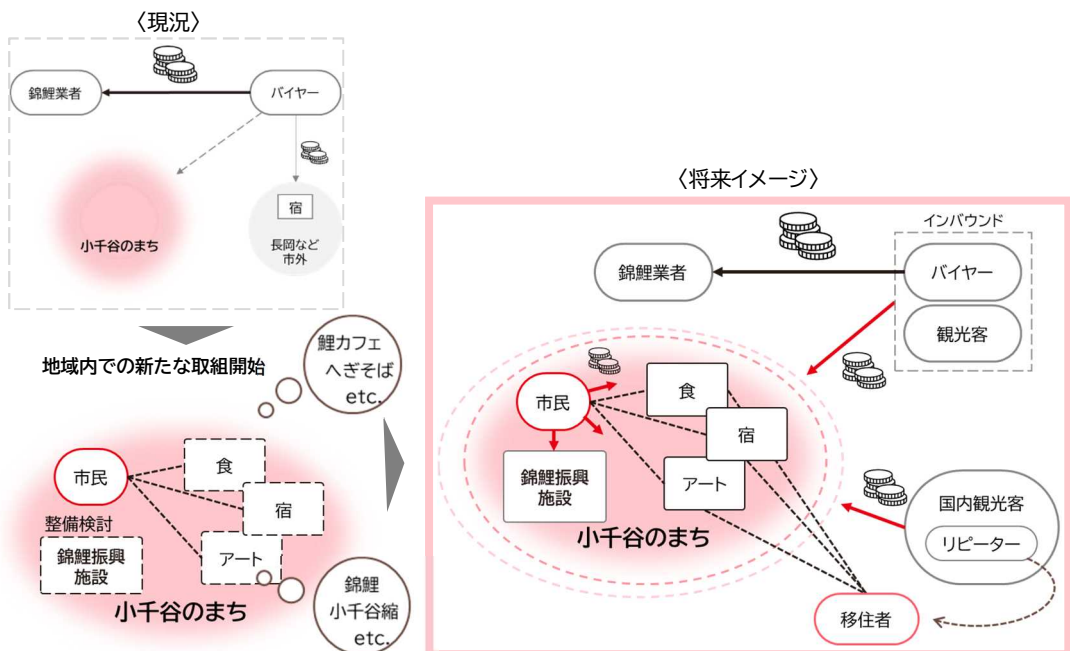 〈現況〉
錦鯉業者
バイヤー
小千谷のまち
宿
長岡など
市外
地域内での新たな取組開始
鯉カフェ
へぎそば
etc.
市民
食
宿
アート
整備検討
錦鯉振興
施設
小千谷のまち
錦鯉
小千谷縮
etc.
〈将来イメージ〉
インバウンド
錦鯉業者
バイヤー
観光客
市民
食
宿
アート
錦鯉振興
施設
小千谷のまち
国内観光客
リピーター
移住者